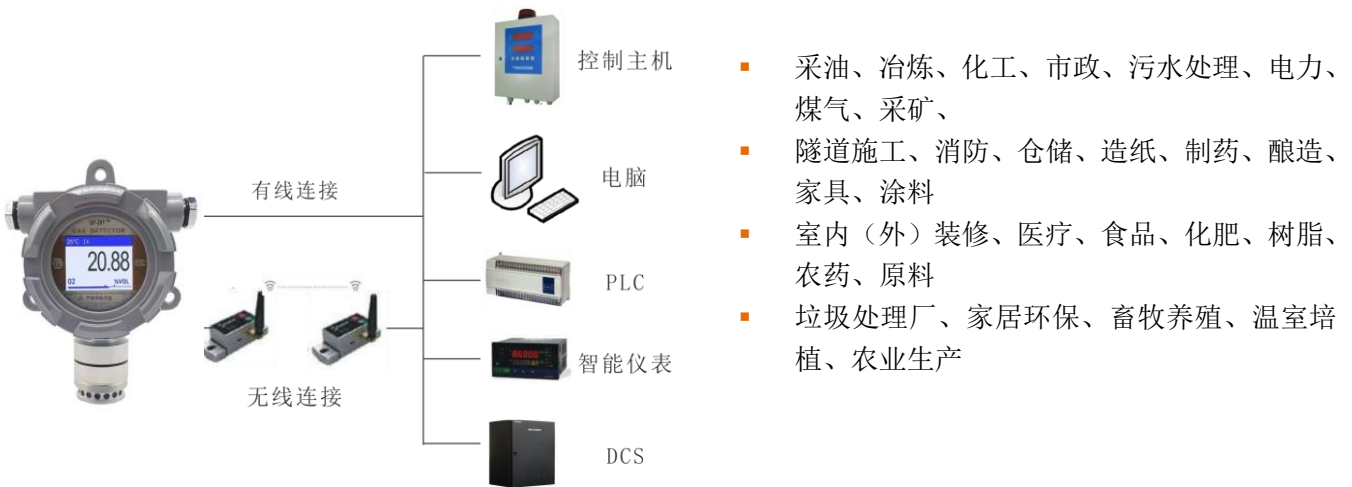 控制主机
电脑
有线连接
GAS DETECTOR
26°C
20.88
O2 %VOL
PLC
86000
智能仪表
无线连接
DCS
▪ 采油、冶炼、化工、市政、污水处理、电力、
煤气、采矿、
▪ 隧道施工、消防、仓储、造纸、制药、酿造、
家具、涂料
▪ 室内（外）装修、医疗、食品、化肥、树脂、
农药、原料
▪ 垃圾处理厂、家居环保、畜牧养殖、温室培
植、农业生产